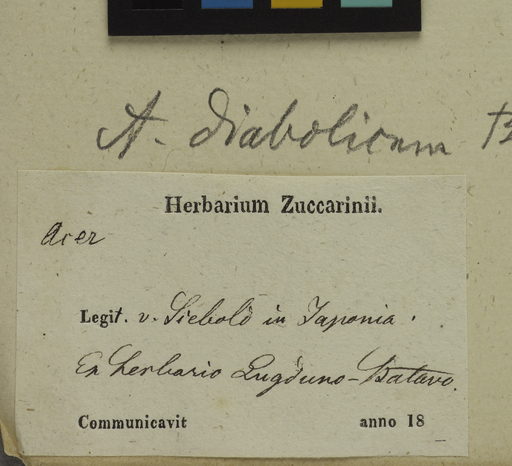 A. diabolicum
Herbarium Zuccarinii.
Acer
Legit. v. Siebold in Japonia.
Ex herbario Lugduno-Batavo.
Communicavit anno 18